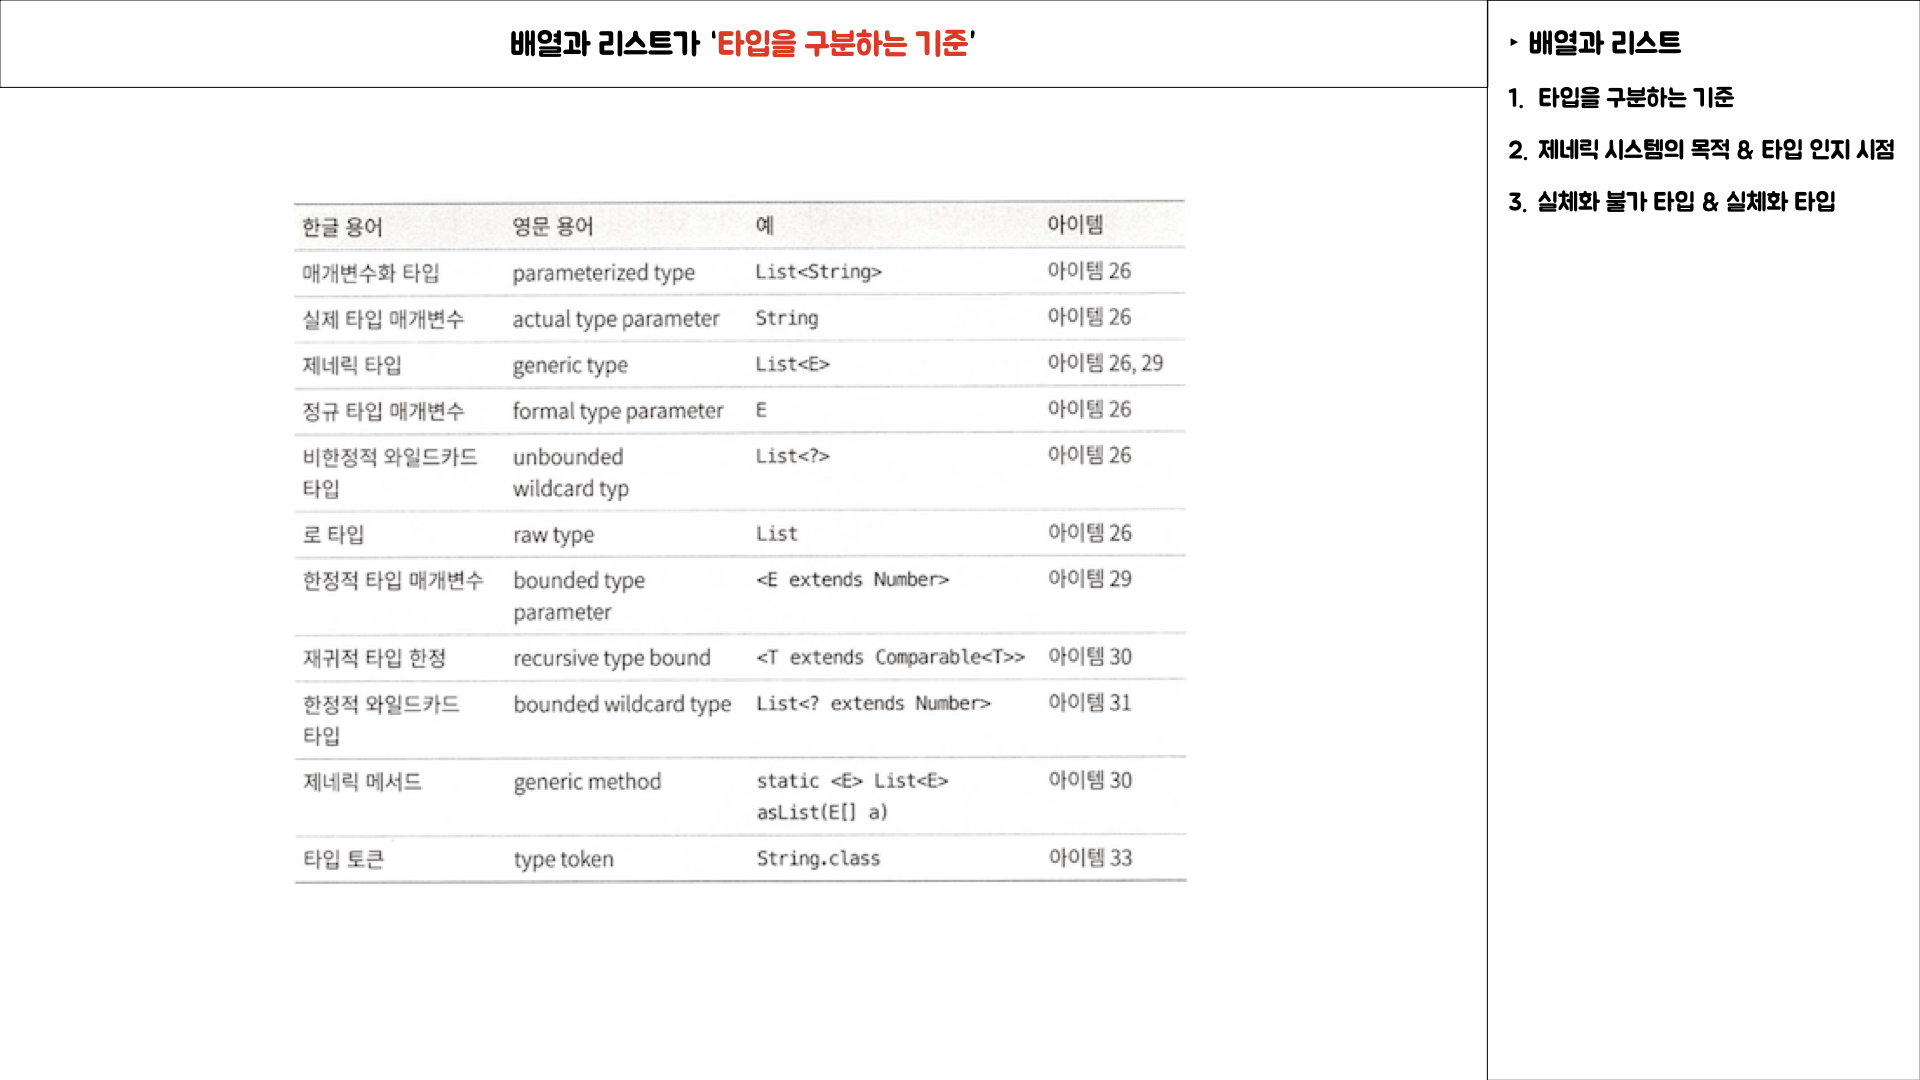 배열과 리스트가 '타입을 구분하는 기준'
한글 용어 영문 용어 예 아이템
매개변수화 타입 parameterized type List<String> 아이템 26
실제 타입 매개변수 actual type parameter String 아이템 26
제네릭 타입 generic type List<E> 아이템 26, 29
정규 타입 매개변수 formal type parameter E 아이템 26
비한정적 와일드카드 unbounded List<?> 아이템 26
타입 wildcard typ
로 타입 raw type List 아이템 26
한정적 타입 매개변수 bounded type <E extends Number> 아이템 29
parameter
재귀적 타입 한정 recursive type bound <T extends Comparable<T>> 아이템 30
한정적 와일드카드 bounded wildcard type List<? extends Number> 아이템 31
타입
제네릭 메서드 generic method static <E> List<E> 아이템 30
asList(E[] a)
타입 토큰 type token String.class 아이템 33
‣ 배열과 리스트
1. 타입을 구분하는 기준
2. 제네릭 시스템의 목적 & 타입 인지 시점
3. 실체화 불가 타입 & 실체화 타입